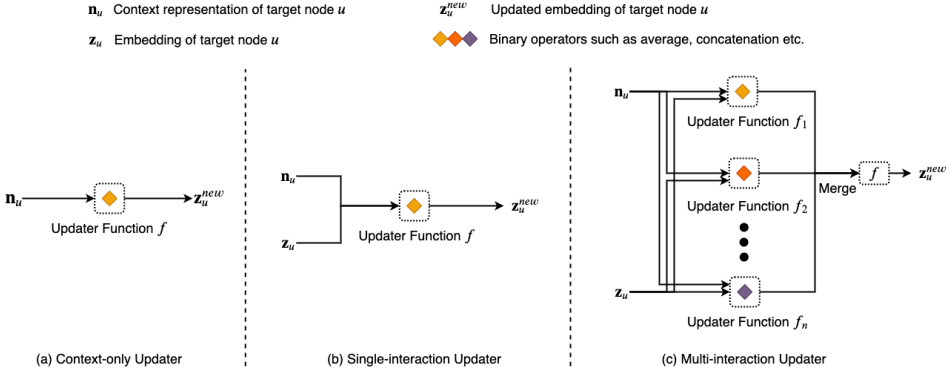 n_u Context representation of target node u
z_u^{new} Updated embedding of target node u
z_u Embedding of target node u
Binary operators such as average, concatenation etc.
n_u
z_u^{new}
Updater Function f
(a) Context-only Updater
n_u
z_u
z_u^{new}
Updater Function f
(b) Single-interaction Updater
n_u
Updater Function f_1
Updater Function f_2
Merge
f
z_u^{new}
z_u
Updater Function f_n
(c) Multi-interaction Updater